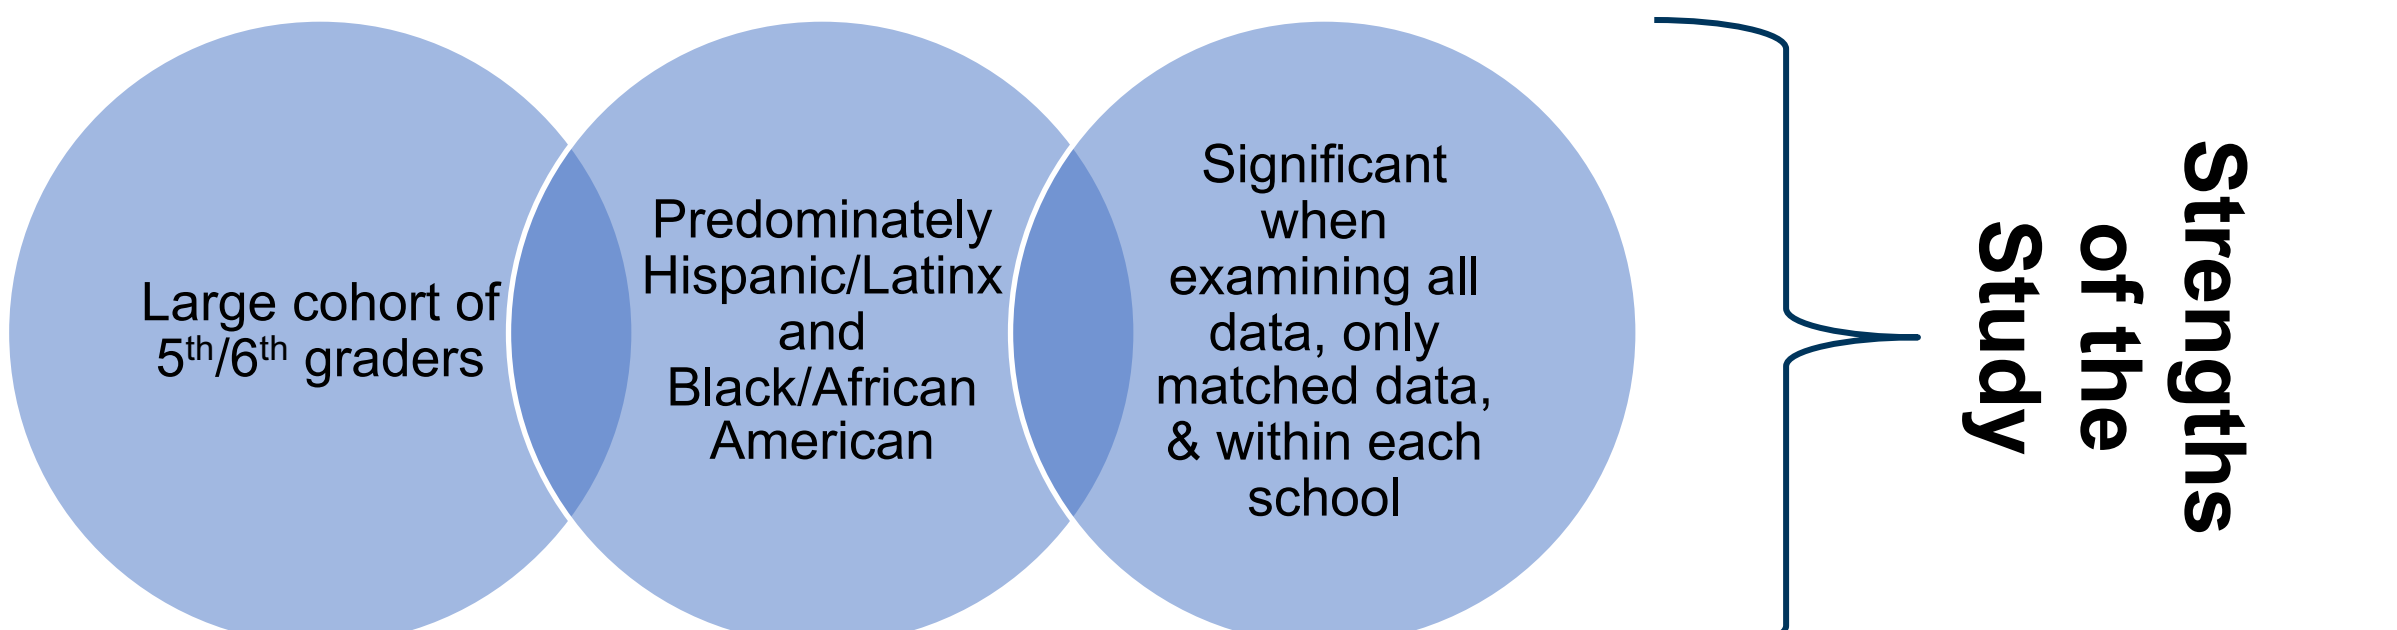 Large cohort of
5th/6th graders
Predominately
Hispanic/Latinx
and
Black/African
American
Significant
when
examining all
data, only
matched data,
& within each
school
Strengths
of the
Study